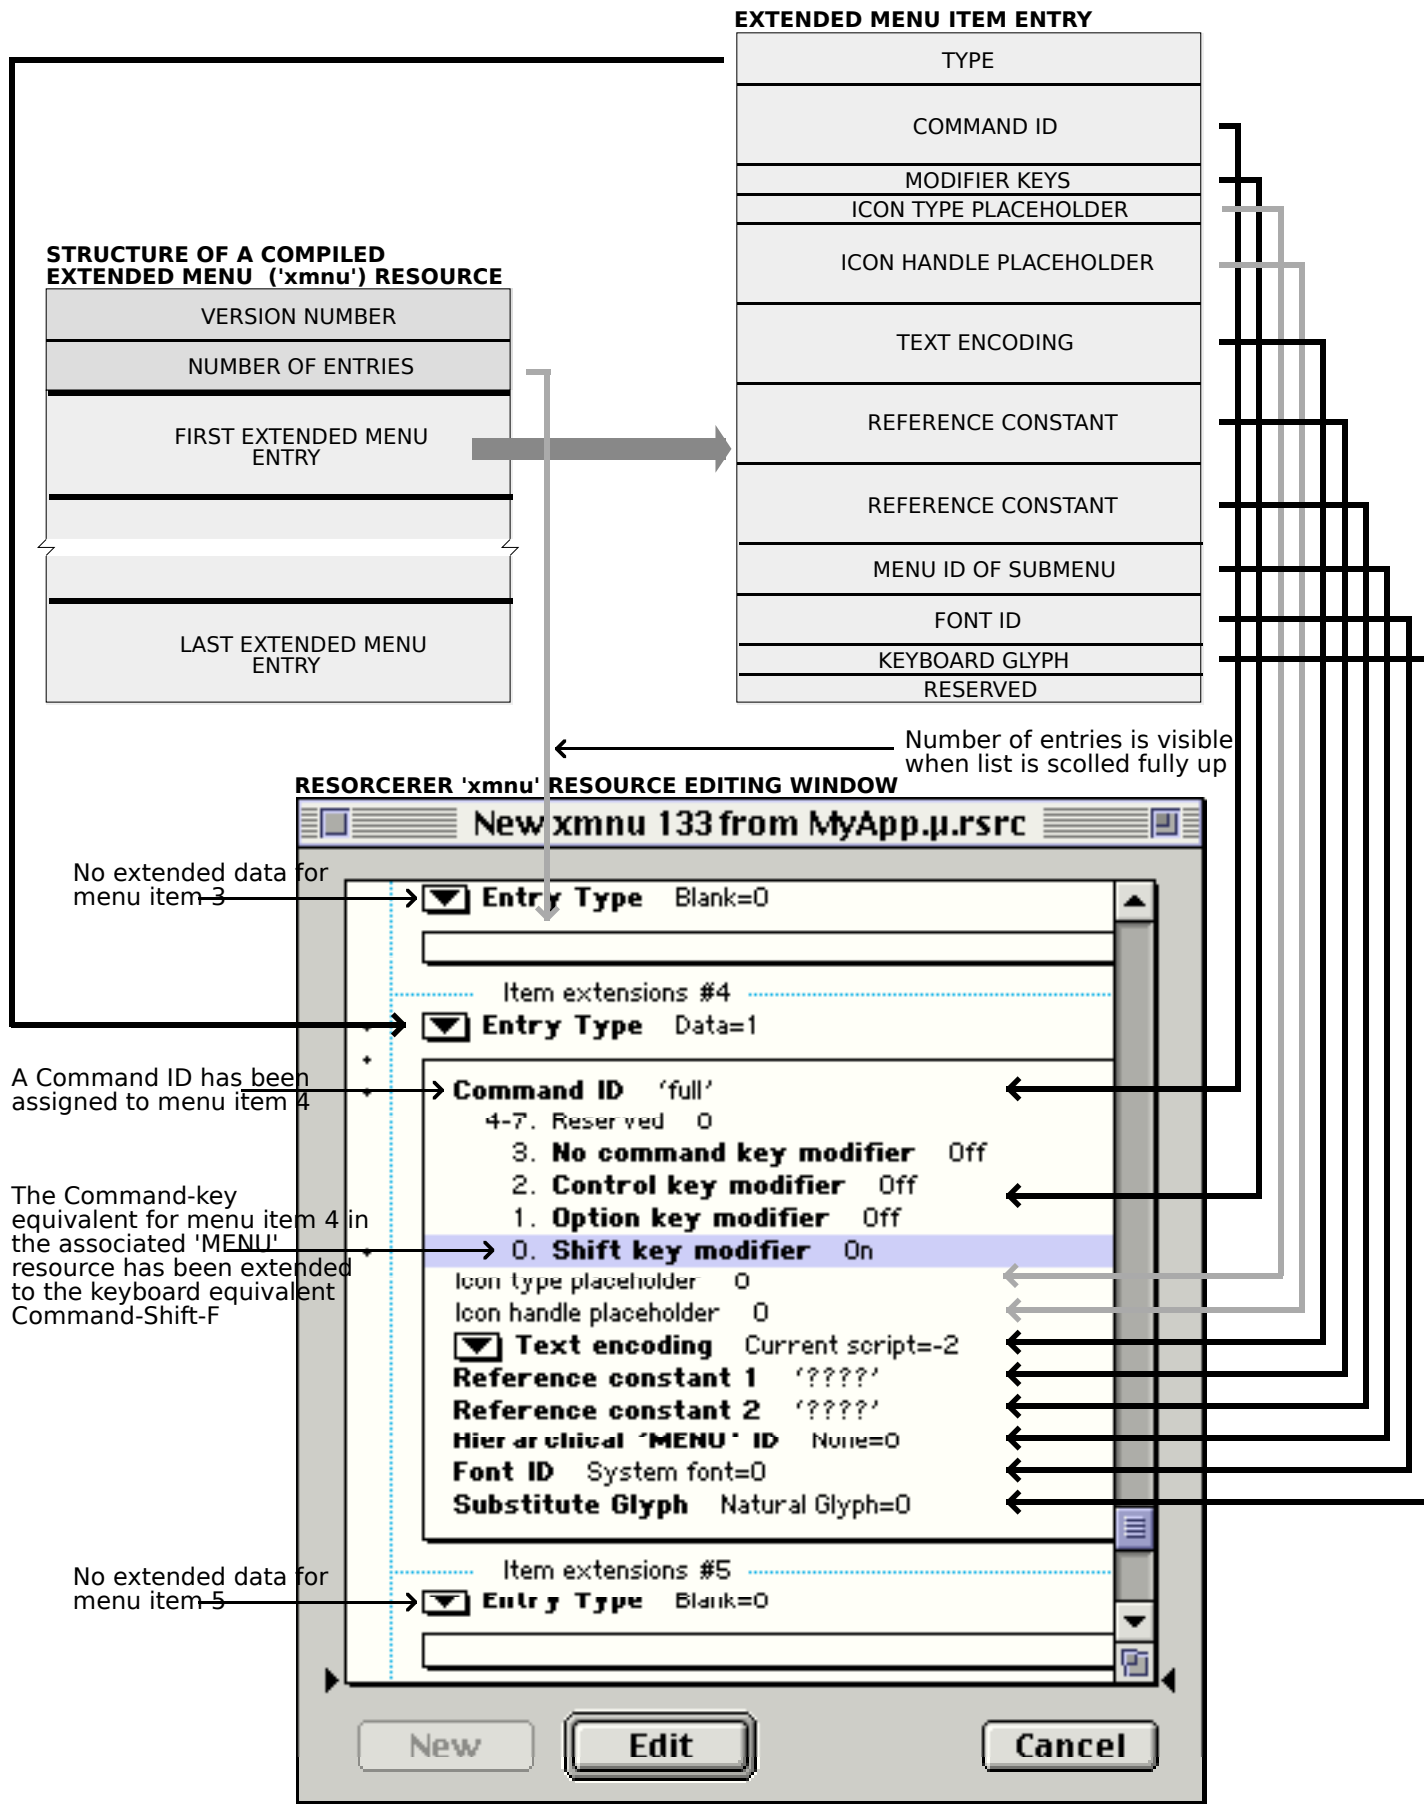 EXTENDED MENU ITEM ENTRY
TYPE
COMMAND ID
MODIFIER KEYS
ICON TYPE PLACEHOLDER
ICON HANDLE PLACEHOLDER
TEXT ENCODING
REFERENCE CONSTANT
REFERENCE CONSTANT
MENU ID OF SUBMENU
FONT ID
KEYBOARD GLYPH
RESERVED
STRUCTURE OF A COMPILED
EXTENDED MENU ('xmnu') RESOURCE
VERSION NUMBER
NUMBER OF ENTRIES
FIRST EXTENDED MENU
ENTRY
LAST EXTENDED MENU
ENTRY
Number of entries is visible
when list is scolled fully up
RESORCERER 'xmnu' RESOURCE EDITING WINDOW
New xmnu 133 from MyApp.µ.rsrc
No extended data for
menu item 3
Entry Type Blank=0
Item extensions #4
Entry Type Data=1
A Command ID has been
assigned to menu item 4
Command ID 'full'
4-7. Reserved 0
3. No command key modifier Off
2. Control key modifier Off
1. Option key modifier Off
0. Shift key modifier On
The Command-key
equivalent for menu item 4 in
the associated 'MENU'
resource has been extended
to the keyboard equivalent
Command-Shift-F
Icon type placeholder 0
Icon handle placeholder 0
Text encoding Current script=-2
Reference constant 1 '????'
Reference constant 2 '????'
Hierarchical 'MENU' ID None=0
Font ID System font=0
Substitute Glyph Natural Glyph=0
Item extensions #5
No extended data for
menu item 5
Entry Type Blank=0
New
Edit
Cancel